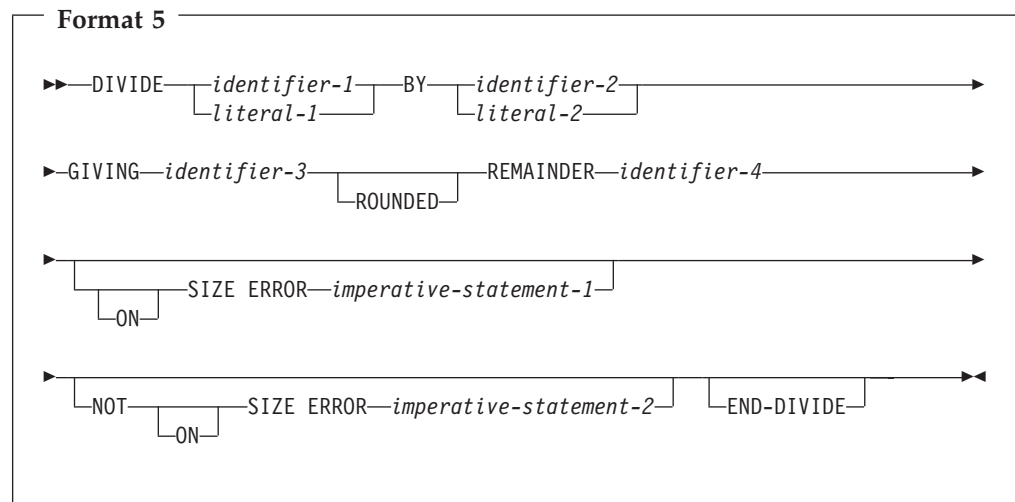 Format 5
DIVIDE identifier-1 BY identifier-2
literal-1 literal-2
GIVING identifier-3 REMAINDER identifier-4
ROUNDED
SIZE ERROR imperative-statement-1
ON
NOT SIZE ERROR imperative-statement-2 END-DIVIDE
ON